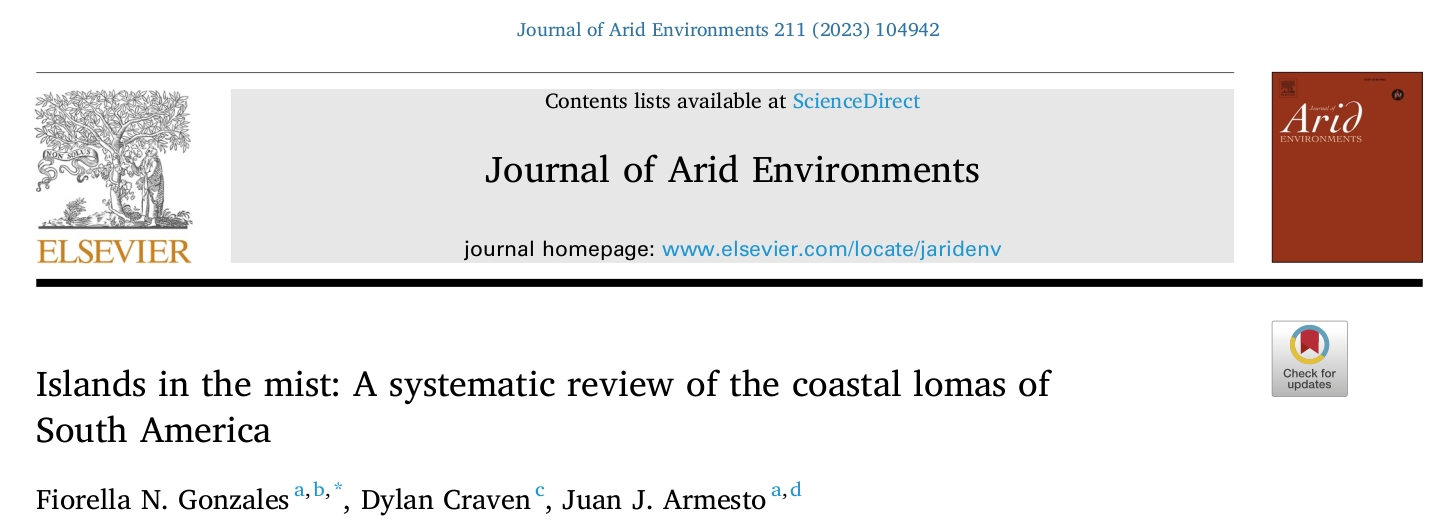 Journal of Arid Environments 211 (2023) 104942
Contents lists available at ScienceDirect
Journal of Arid Environments
journal homepage: www.elsevier.com/locate/jaridenv
NON SOLUS
ELSEVIER
Journal of
Arid
ENVIRONMENTS
Check for
updates
Islands in the mist: A systematic review of the coastal lomas of
South America
Fiorella N. Gonzales a,b,*, Dylan Craven c, Juan J. Armesto a,d